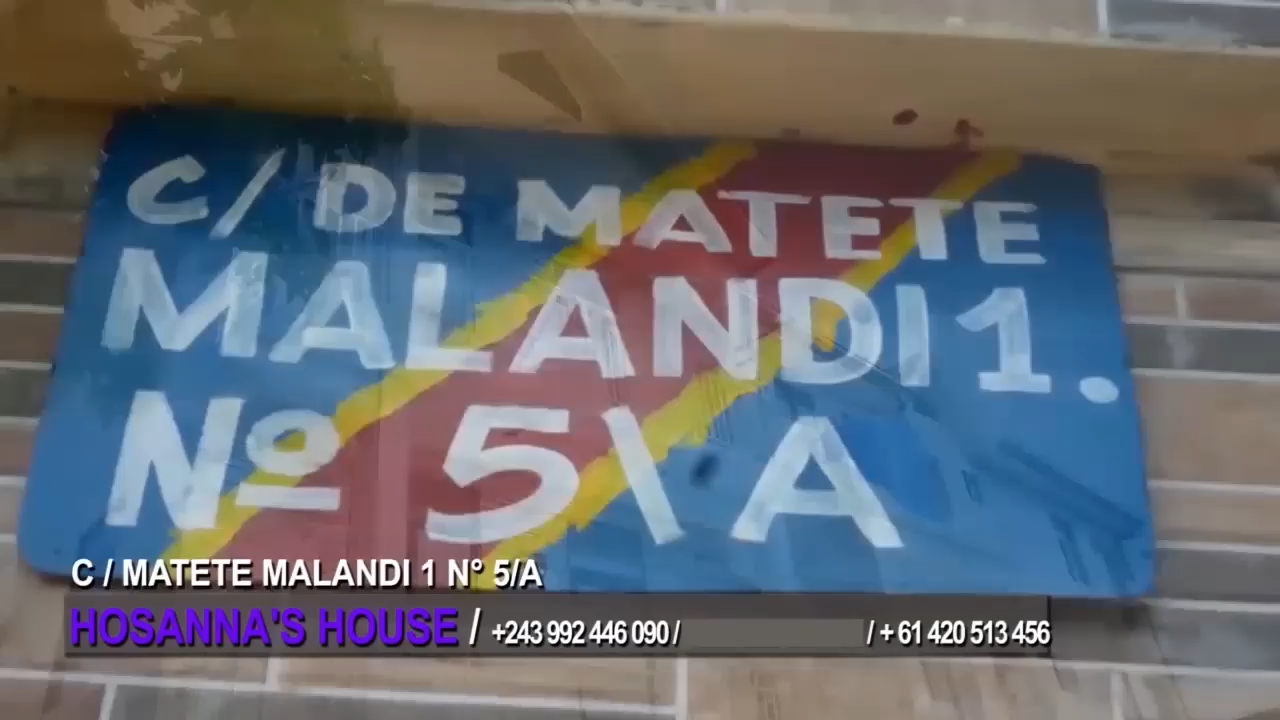 C/ DE MATETE
MALANDI 1.
Nº 5\A
C / MATETE MALANDI 1 N° 5/A
HOSANNA'S HOUSE / +243 992 446 090 / / + 61 420 513 456